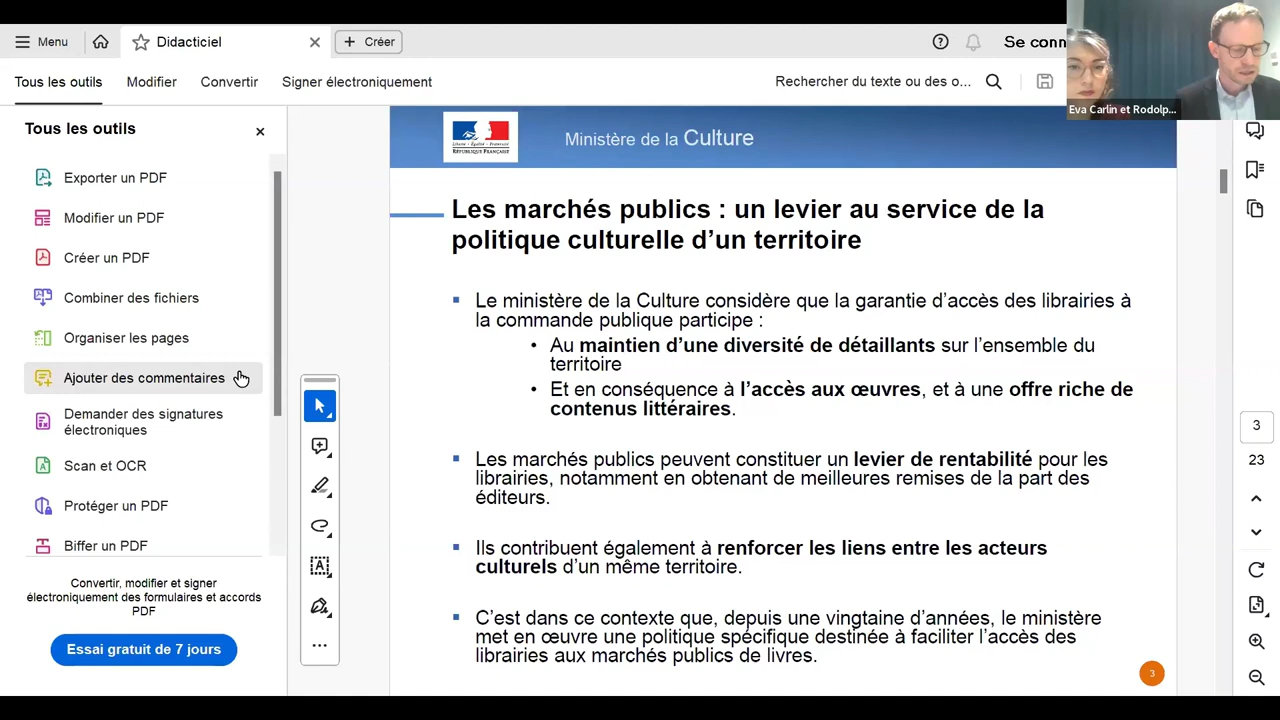 Menu
Didacticiel
Créer
Se conn
Tous les outils
Modifier
Convertir
Signer électroniquement
Rechercher du texte ou des o...
Eva Carlin et Rodolp...
Tous les outils
Exporter un PDF
Modifier un PDF
Créer un PDF
Combiner des fichiers
Organiser les pages
Ajouter des commentaires
Demander des signatures
électroniques
Scan et OCR
Protéger un PDF
Biffer un PDF
Convertir, modifier et signer
électroniquement des formulaires et accords
PDF
Essai gratuit de 7 jours
Liberté • Égalité • Fraternité
RÉPUBLIQUE FRANÇAISE
Ministère de la Culture
Les marchés publics : un levier au service de la
politique culturelle d’un territoire
▪ Le ministère de la Culture considère que la garantie d’accès des librairies à
la commande publique participe :
• Au maintien d’une diversité de détaillants sur l’ensemble du
territoire
• Et en conséquence à l’accès aux œuvres, et à une offre riche de
contenus littéraires.
▪ Les marchés publics peuvent constituer un levier de rentabilité pour les
librairies, notamment en obtenant de meilleures remises de la part des
éditeurs.
▪ Ils contribuent également à renforcer les liens entre les acteurs
culturels d’un même territoire.
▪ C’est dans ce contexte que, depuis une vingtaine d’années, le ministère
met en œuvre une politique spécifique destinée à faciliter l’accès des
librairies aux marchés publics de livres.
3
3
23